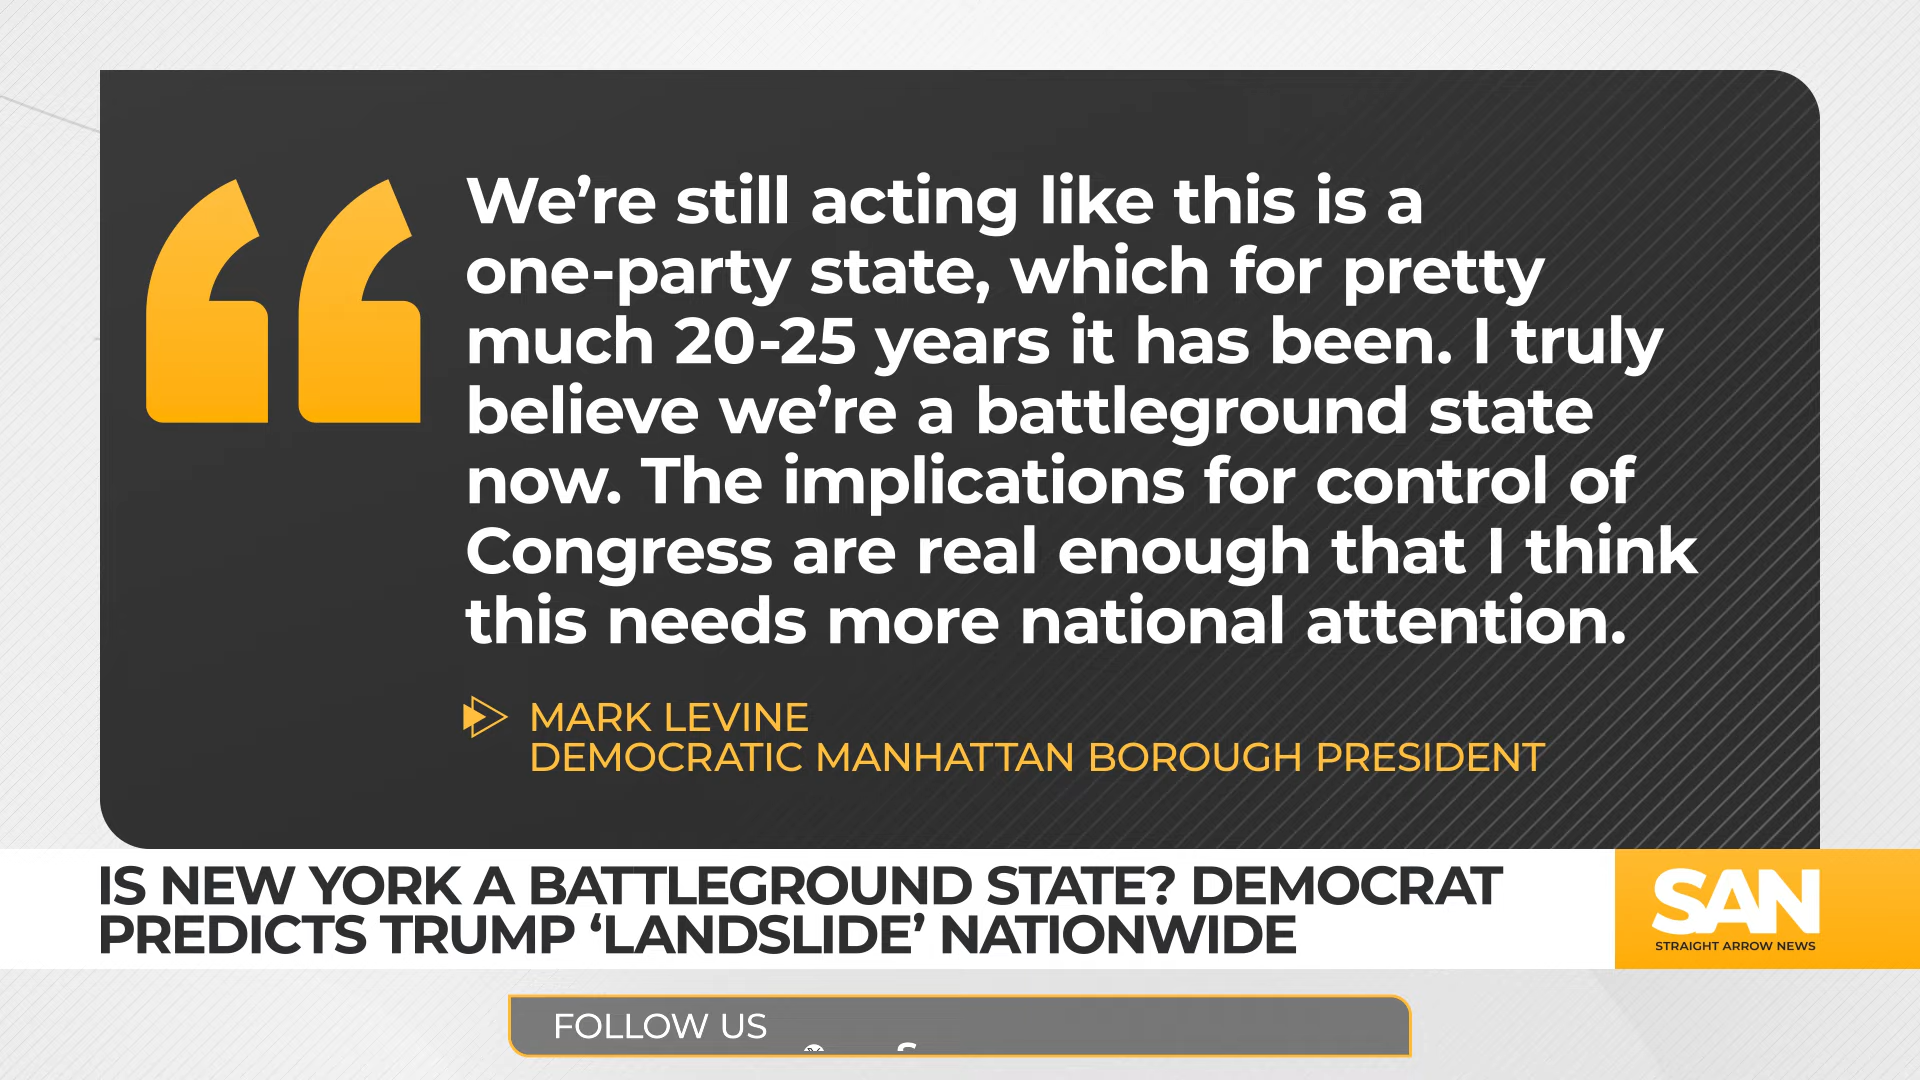 We’re still acting like this is a
one-party state, which for pretty
much 20-25 years it has been. I truly
believe we’re a battleground state
now. The implications for control of
Congress are real enough that I think
this needs more national attention.
MARK LEVINE
DEMOCRATIC MANHATTAN BOROUGH PRESIDENT
IS NEW YORK A BATTLEGROUND STATE? DEMOCRAT
PREDICTS TRUMP ‘LANDSLIDE’ NATIONWIDE
SAN
STRAIGHT ARROW NEWS
FOLLOW US